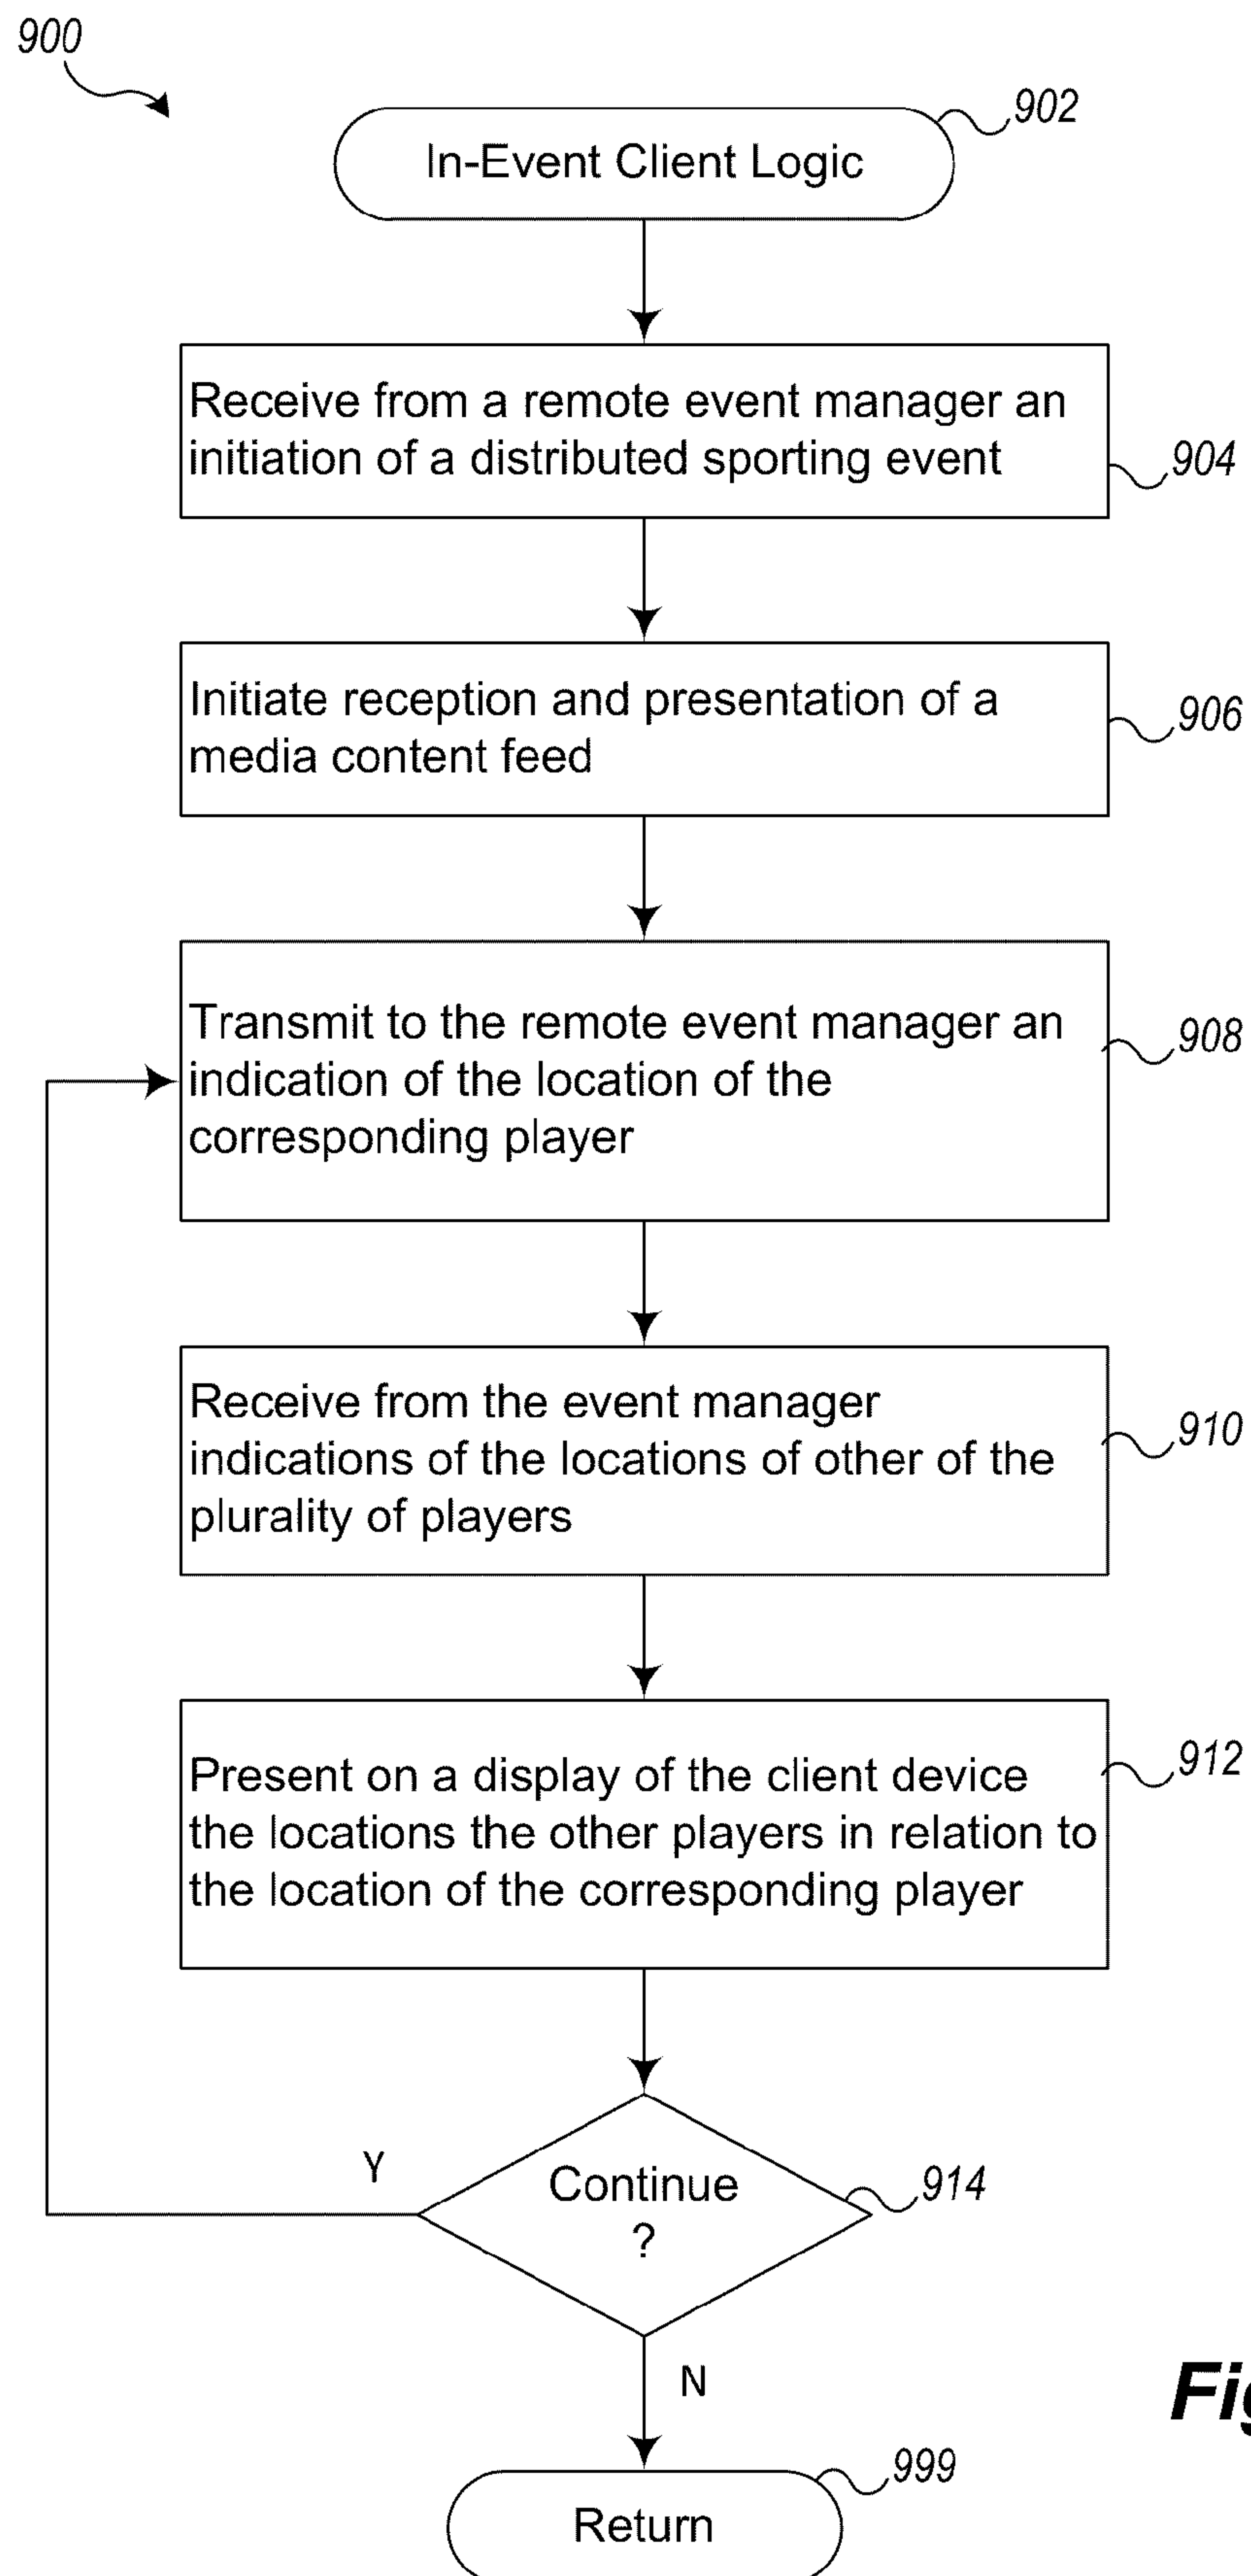 900
902
In-Event Client Logic
Receive from a remote event manager an
initiation of a distributed sporting event
904
Initiate reception and presentation of a
media content feed
906
Transmit to the remote event manager an
indication of the location of the
corresponding player
908
Receive from the event manager
indications of the locations of other of the
plurality of players
910
Present on a display of the client device
the locations the other players in relation to
the location of the corresponding player
912
Y
Continue
?
914
N
999
Return